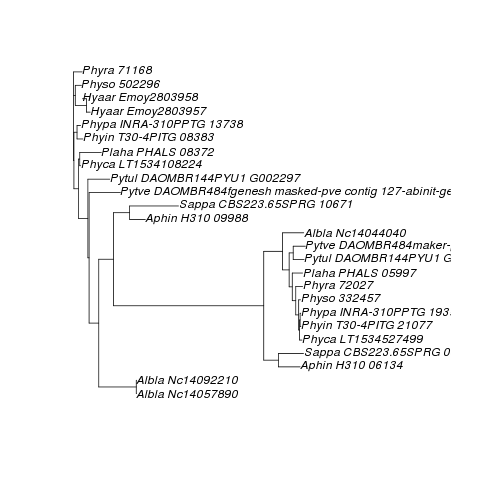 Phyra 71168
Physo 502296
Hyaar Emoy2803958
Hyaar Emoy2803957
Phypa INRA-310PPTG 13738
Phyin T30-4PITG 08383
Plaha PHALS 08372
Phyca LT1534108224
Pytul DAOMBR144PYU1 G002297
Pytve DAOMBR484fgenesh masked-pve contig 127-abinit-ge
Sappa CBS223.65SPRG 10671
Aphin H310 09988
Albla Nc14044040
Pytve DAOMBR484maker-
Pytul DAOMBR144PYU1 G
Plaha PHALS 05997
Phyra 72027
Physo 332457
Phypa INRA-310PPTG 193
Phyin T30-4PITG 21077
Phyca LT1534527499
Sappa CBS223.65SPRG 0
Aphin H310 06134
Albla Nc14092210
Albla Nc14057890